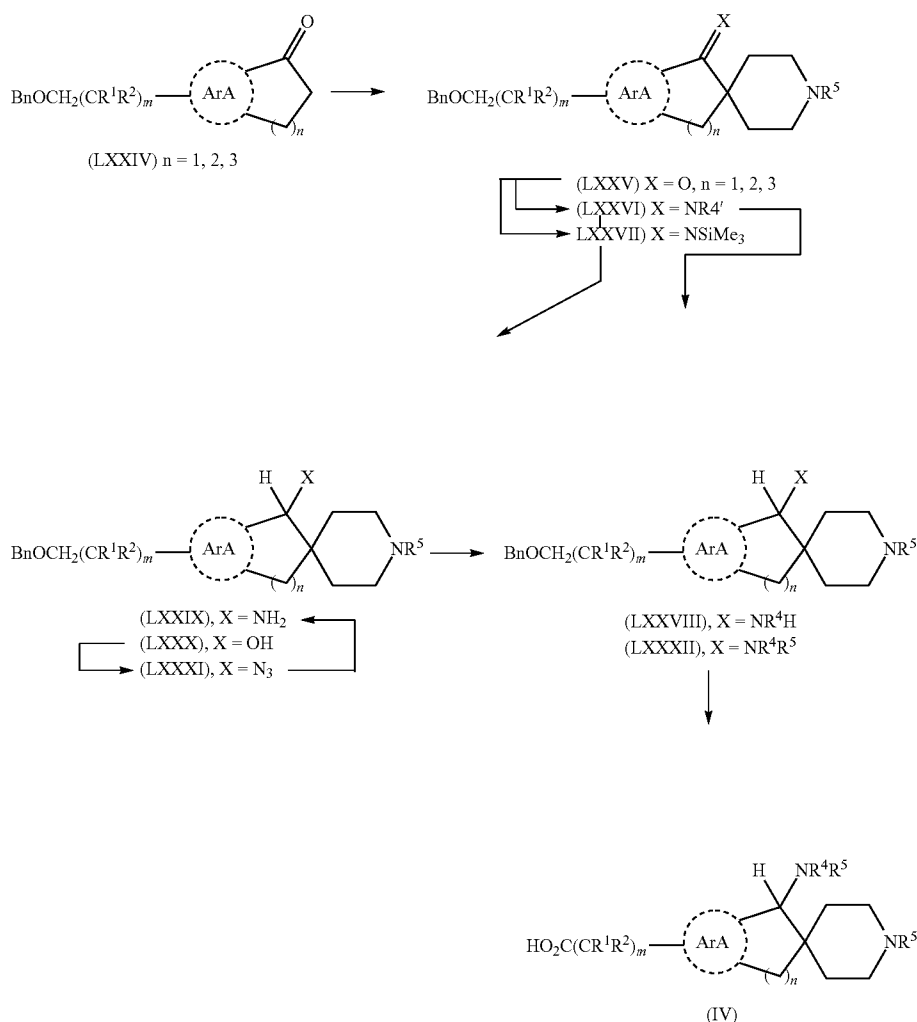 O
BnOCH₂(CR¹R²)ₘ ArA
( )ₙ
(LXXIV) n = 1, 2, 3
X
BnOCH₂(CR¹R²)ₘ ArA NR⁵
( )ₙ
(LXXV) X = O, n = 1, 2, 3
(LXXVI) X = NR4'
LXXVII) X = NSiMe₃
H X
BnOCH₂(CR¹R²)ₘ ArA NR⁵
( )ₙ
(LXXIX), X = NH₂
(LXXX), X = OH
(LXXXI), X = N₃
H X
BnOCH₂(CR¹R²)ₘ ArA NR⁵
( )ₙ
(LXXVIII), X = NR⁴H
(LXXXII), X = NR⁴R⁵
H NR⁴R⁵
HO₂C(CR¹R²)ₘ ArA NR⁵
( )ₙ
(IV)